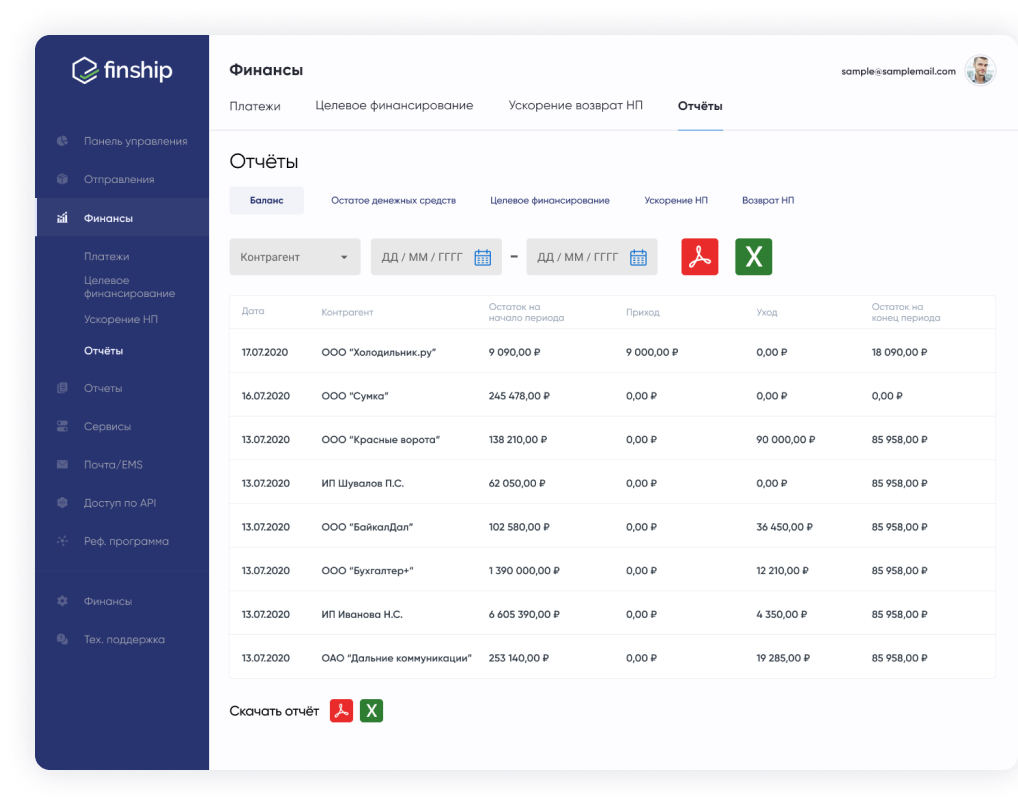 finship
Панель управления
Отправления
Финансы
Платежи
Целевое
финансирование
Ускорение НП
Отчёты
Отчеты
Сервисы
Почта/EMS
Доступ по API
Реф. программа
Финансы
Тех. поддержка
Финансы
sample@samplemail.com
Платежи Целевое финансирование Ускорение возврат НП Отчёты
Отчёты
Баланс Остатое денежных средств Целевое финансирование Ускорение НП Возврат НП
Контрагент ДД / ММ / ГГГГ – ДД / ММ / ГГГГ X
Дата Контрагент Остаток на начало периода Приход Уход Остаток на конец периода
17.07.2020 ООО “Холодильник.ру” 9 090,00 ₽ 9 000,00 ₽ 0,00 ₽ 18 090,00 ₽
16.07.2020 ООО “Сумка” 245 478,00 ₽ 0,00 ₽ 0,00 ₽ 0,00 ₽
13.07.2020 ООО “Красные ворота” 138 210,00 ₽ 0,00 ₽ 90 000,00 ₽ 85 958,00 ₽
13.07.2020 ИП Шувалов П.С. 62 050,00 ₽ 0,00 ₽ 0,00 ₽ 85 958,00 ₽
13.07.2020 ООО “БайкалДал” 102 580,00 ₽ 0,00 ₽ 36 450,00 ₽ 85 958,00 ₽
13.07.2020 ООО “Бухгалтер+” 1 390 000,00 ₽ 0,00 ₽ 12 210,00 ₽ 85 958,00 ₽
13.07.2020 ИП Иванова Н.С. 6 605 390,00 ₽ 0,00 ₽ 4 350,00 ₽ 85 958,00 ₽
13.07.2020 ОАО “Дальние коммуникации” 253 140,00 ₽ 0,00 ₽ 19 285,00 ₽ 85 958,00 ₽
Скачать отчёт X